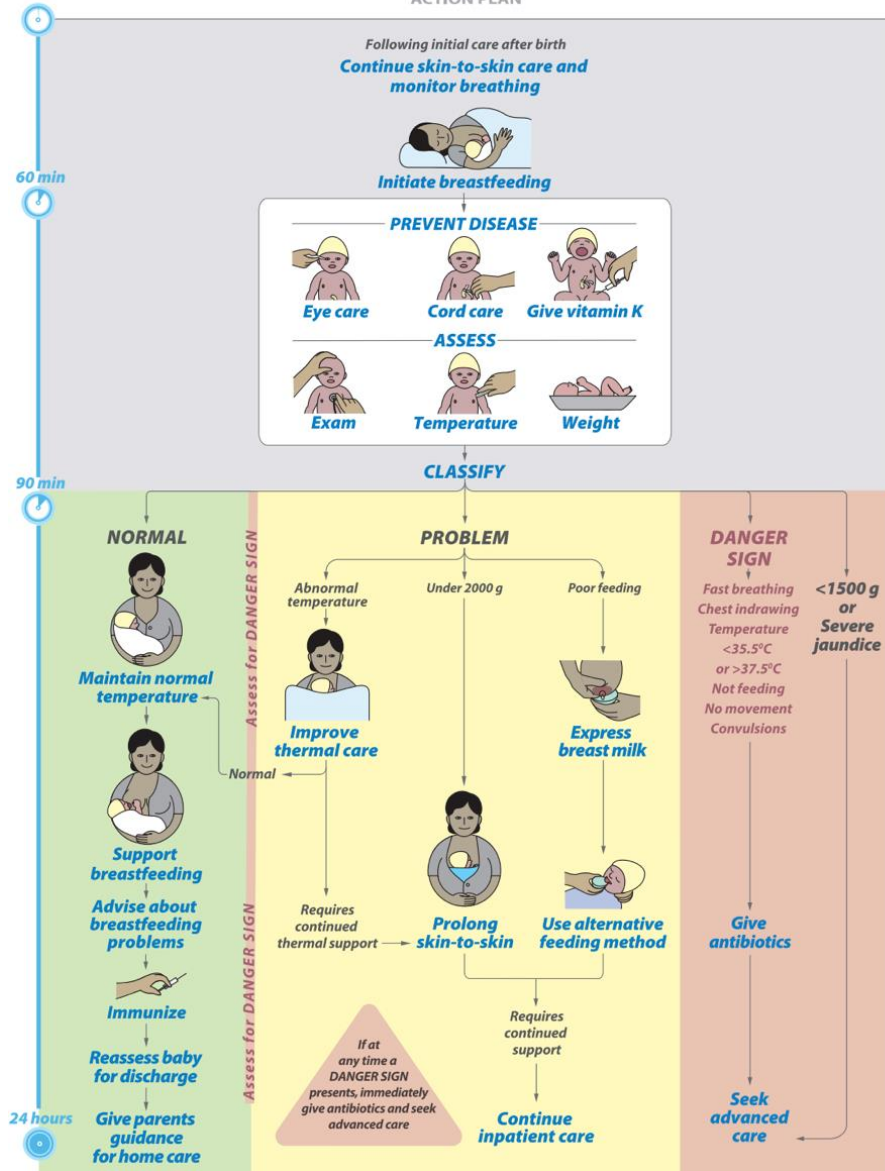 ACTION PLAN
Following initial care after birth
Continue skin-to-skin care and
monitor breathing
60 min
Initiate breastfeeding
PREVENT DISEASE
Eye care
Cord care
Give vitamin K
ASSESS
Exam
Temperature
Weight
90 min
CLASSIFY
NORMAL
Maintain normal
temperature
Support
breastfeeding
Advise about
breastfeeding
problems
Immunize
Reassess baby
for discharge
24 hours
Give parents
guidance
for home care
Assess for DANGER SIGN
Assess for DANGER SIGN
PROBLEM
Abnormal
temperature
Improve
thermal care
Normal
Requires
continued
thermal support
Under 2000 g
Prolong
skin-to-skin
Poor feeding
Express
breast milk
Use alternative
feeding method
Requires
continued
support
Continue
inpatient care
If at
any time a
DANGER SIGN
presents, immediately
give antibiotics and seek
advanced care
DANGER
SIGN
Fast breathing
Chest indrawing
Temperature
<35.5⁰C
or >37.5⁰C
Not feeding
No movement
Convulsions
Give
antibiotics
Seek
advanced
care
<1500 g
or
Severe
jaundice